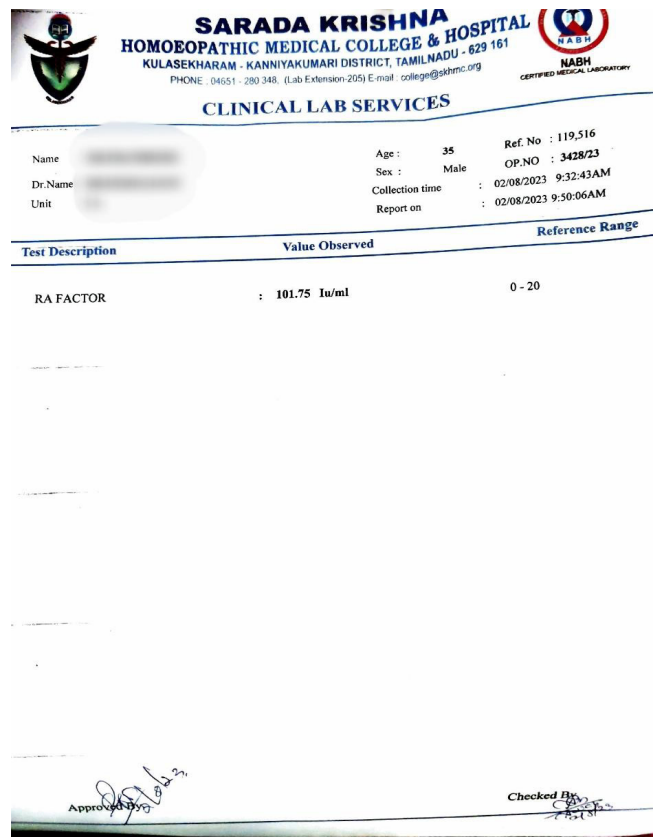 SARADA KRISHNA
HOMOEOPATHIC MEDICAL COLLEGE & HOSPITAL
KULASEKHARAM - KANNIYAKUMARI DISTRICT, TAMILNADU - 629 161
PHONE : 04651 - 280 348, (Lab Extension-205) E-mail : college@skhmc.org
NABH
NABH
CERTIFIED MEDICAL LABORATORY
CLINICAL LAB SERVICES
Name
Age : 35
Ref. No : 119,516
Dr.Name
Sex : Male
OP.NO : 3428/23
Unit
Collection time : 02/08/2023 9:32:43AM
Report on : 02/08/2023 9:50:06AM
Test Description Value Observed Reference Range
RA FACTOR : 101.75 Iu/ml 0 - 20
Approved By
Checked By